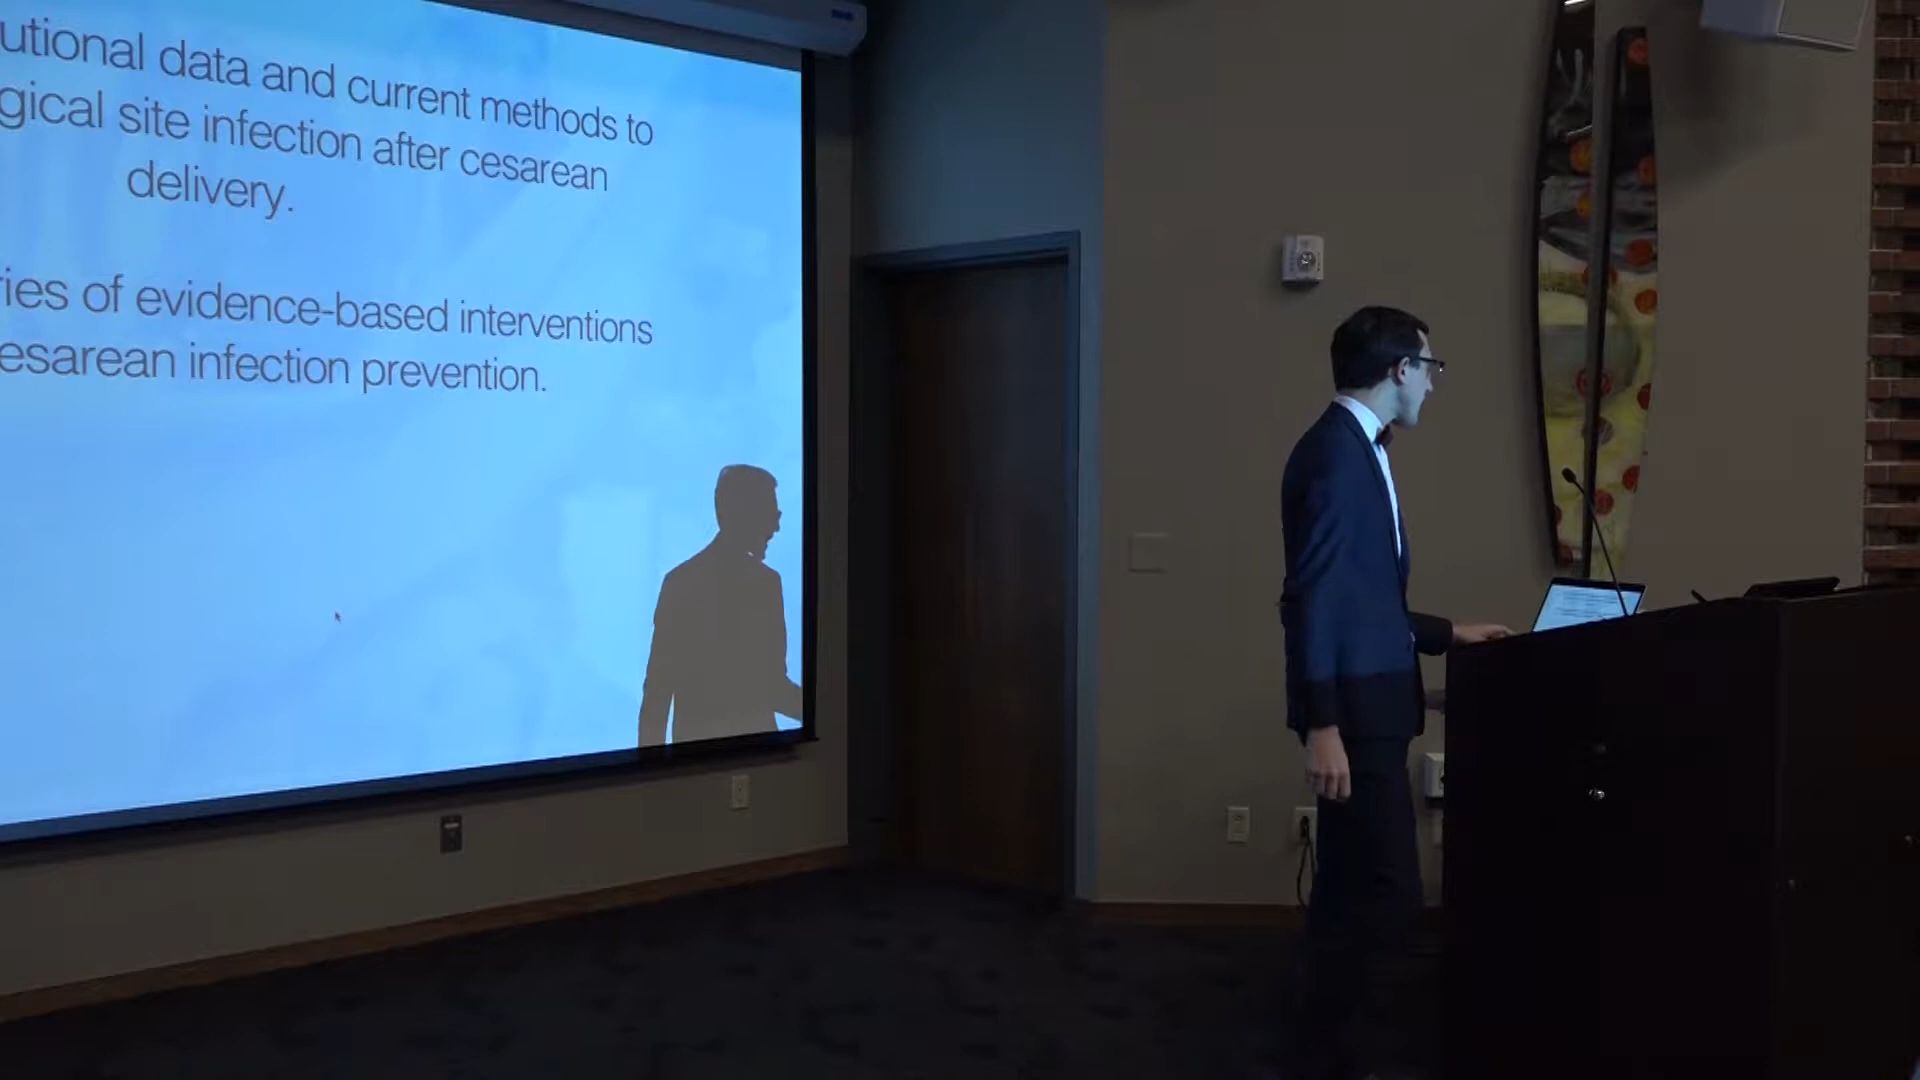 utional data and current methods to
gical site infection after cesarean
delivery.
ries of evidence-based interventions
esarean infection prevention.